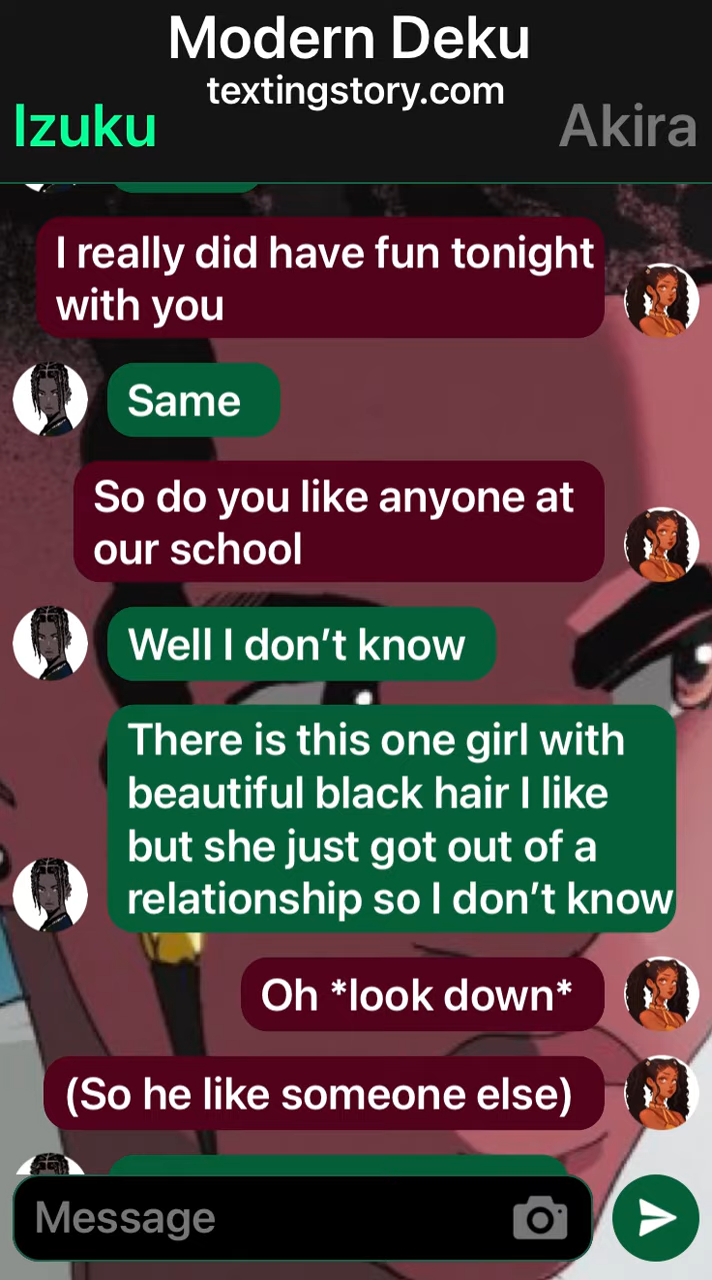 Modern Deku
textingstory.com
Izuku
Akira
I really did have fun tonight
with you
Same
So do you like anyone at
our school
Well I don’t know
There is this one girl with
beautiful black hair I like
but she just got out of a
relationship so I don’t know
Oh *look down*
(So he like someone else)
Message